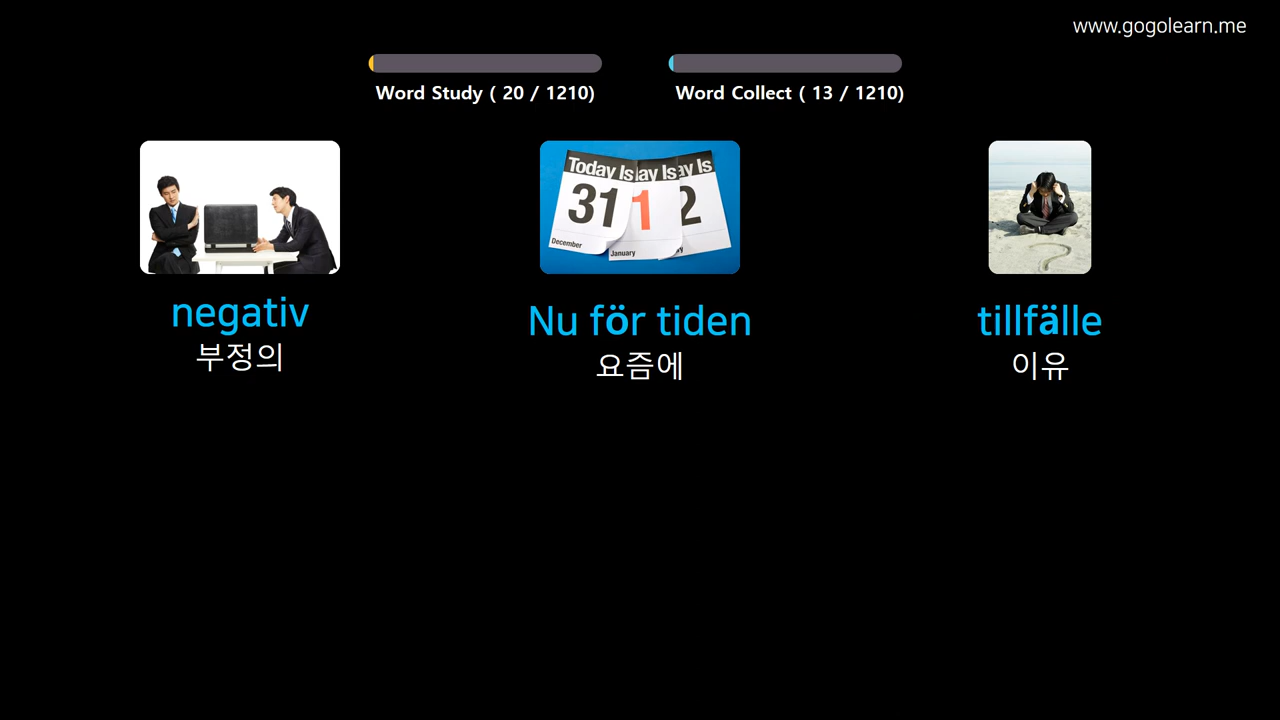 www.gogolearn.me
Word Study ( 20 / 1210)
Word Collect ( 13 / 1210)
Today Is
ay Is
ay Is
31
1
2
December
January
negativ
부정의
Nu för tiden
요즘에
tillfälle
이유